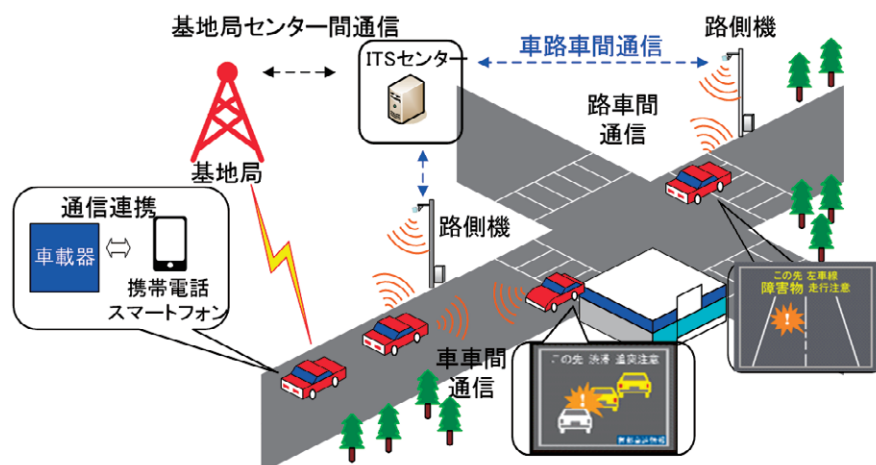 基地局センター間通信
ITSセンター
車路車間通信
路側機
路車間
通信
基地局
通信連携
車載器
携帯電話
スマートフォン
路側機
車車間
通信
この先 渋滞 追突注意
この先 左車線
障害物 走行注意